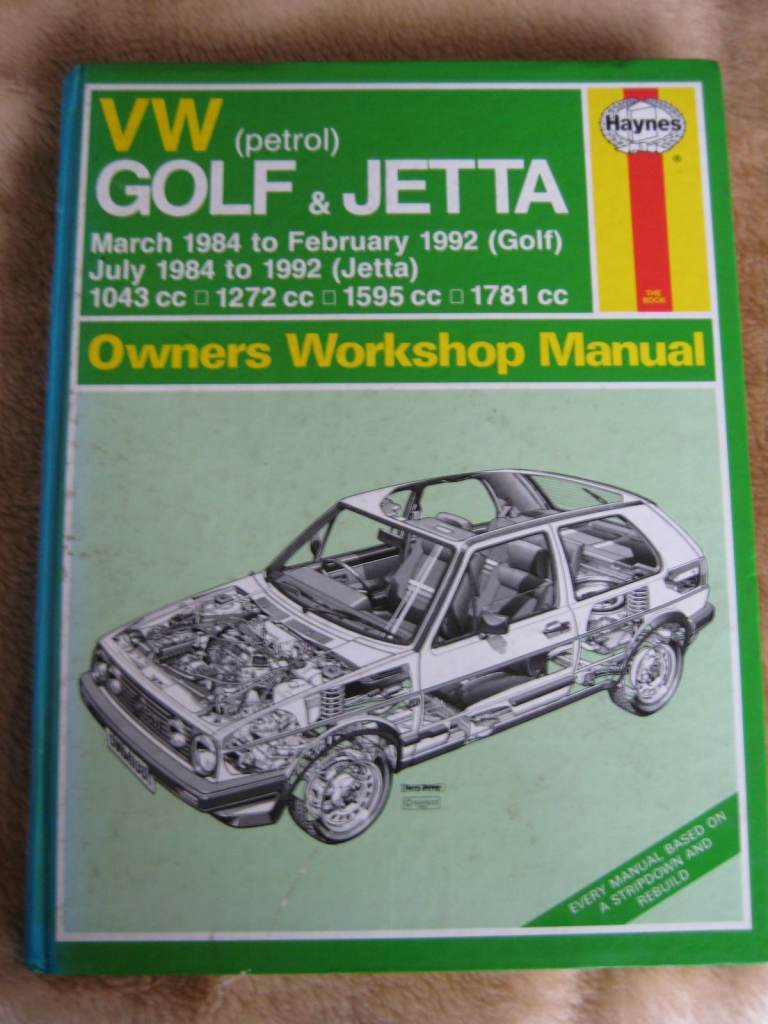 VW (petrol)
GOLF & JETTA
March 1984 to February 1992 (Golf)
July 1984 to 1992 (Jetta)
1043 cc □ 1272 cc □ 1595 cc □ 1781 cc
Haynes
®
THE
BOOK
Owners Workshop Manual
EVERY MANUAL BASED ON
A STRIPDOWN AND
REBUILD